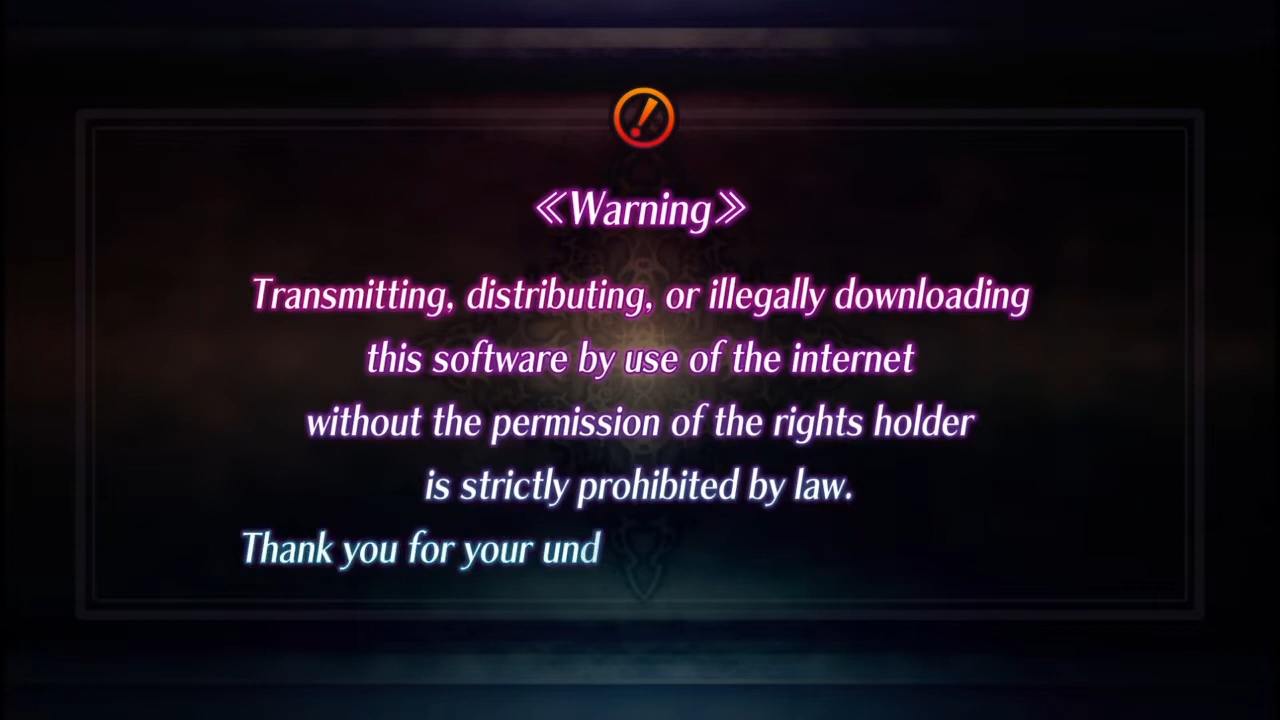 ≪Warning≫
Transmitting, distributing, or illegally downloading
this software by use of the internet
without the permission of the rights holder
is strictly prohibited by law.
Thank you for your und